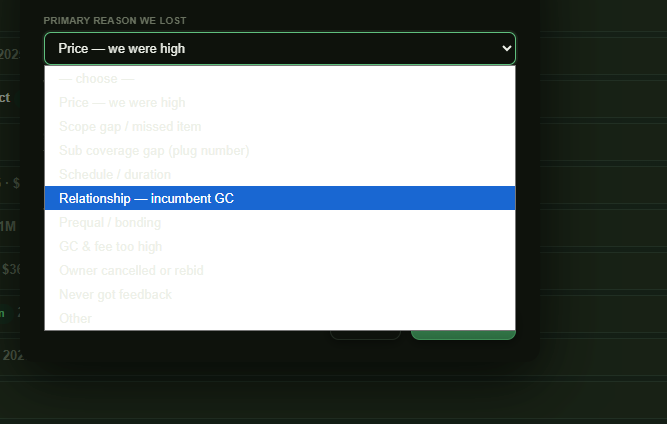 PRIMARY REASON WE LOST
Price — we were high
— choose —
Price — we were high
Scope gap / missed item
Sub coverage gap (plug number)
Schedule / duration
Relationship — incumbent GC
Prequal / bonding
GC & fee too high
Owner cancelled or rebid
Never got feedback
Other